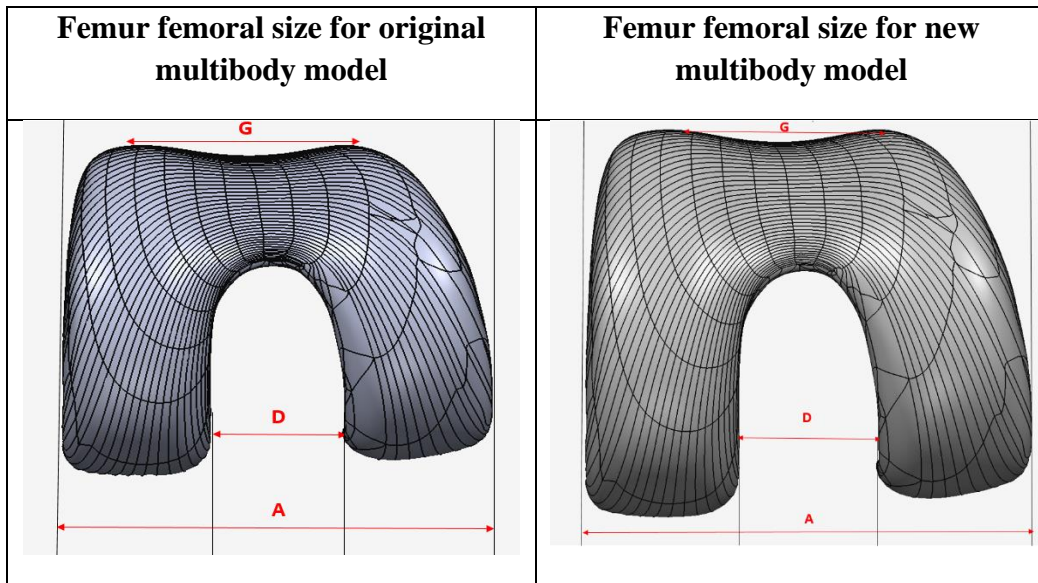 Femur femoral size for original
multibody model
Femur femoral size for new
multibody model
G
D
A
G
D
A